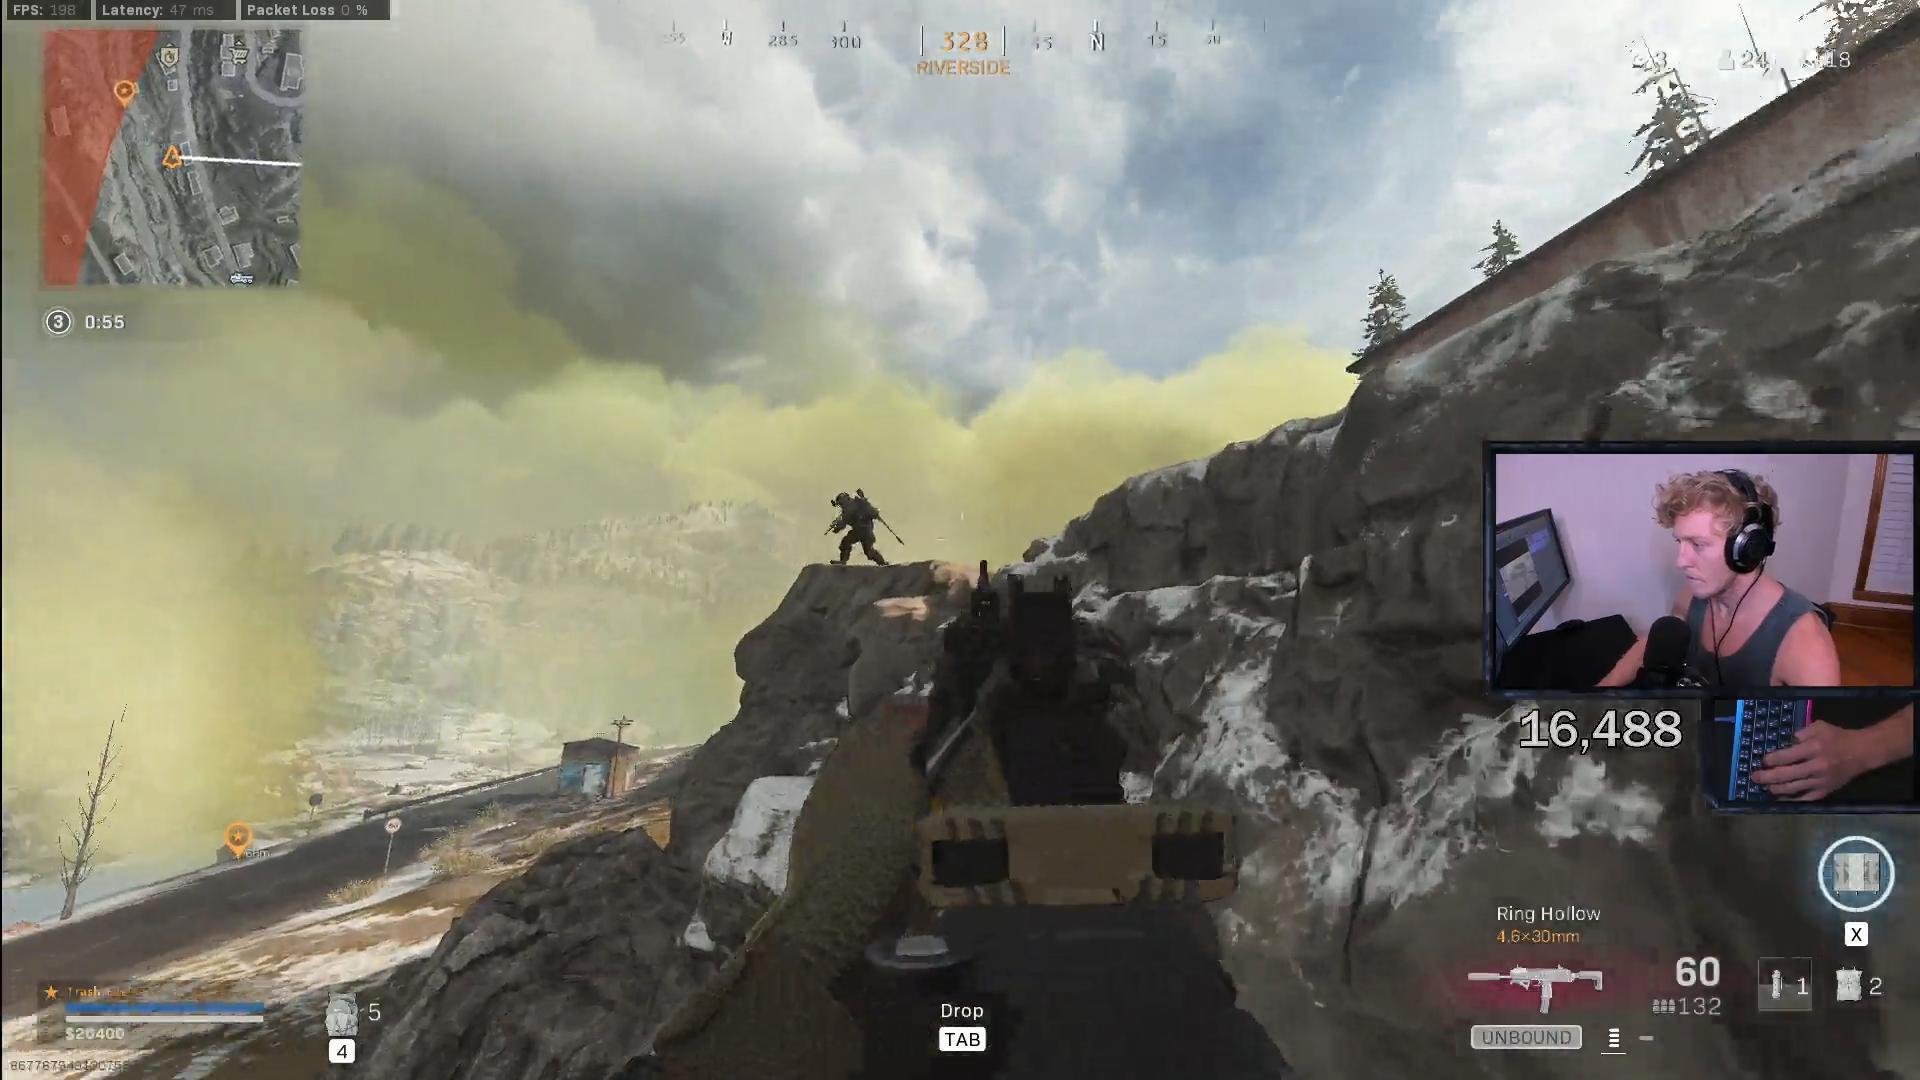 FPS: 198 Latency: 47 ms Packet Loss 0 %
W 285 300 328 N 15
RIVERSIDE
24 18
3 0:55
16,488
Ring Hollow
4.6×30mm
X
60
132
1 2
UNBOUND
Drop
TAB
$26400
5
4